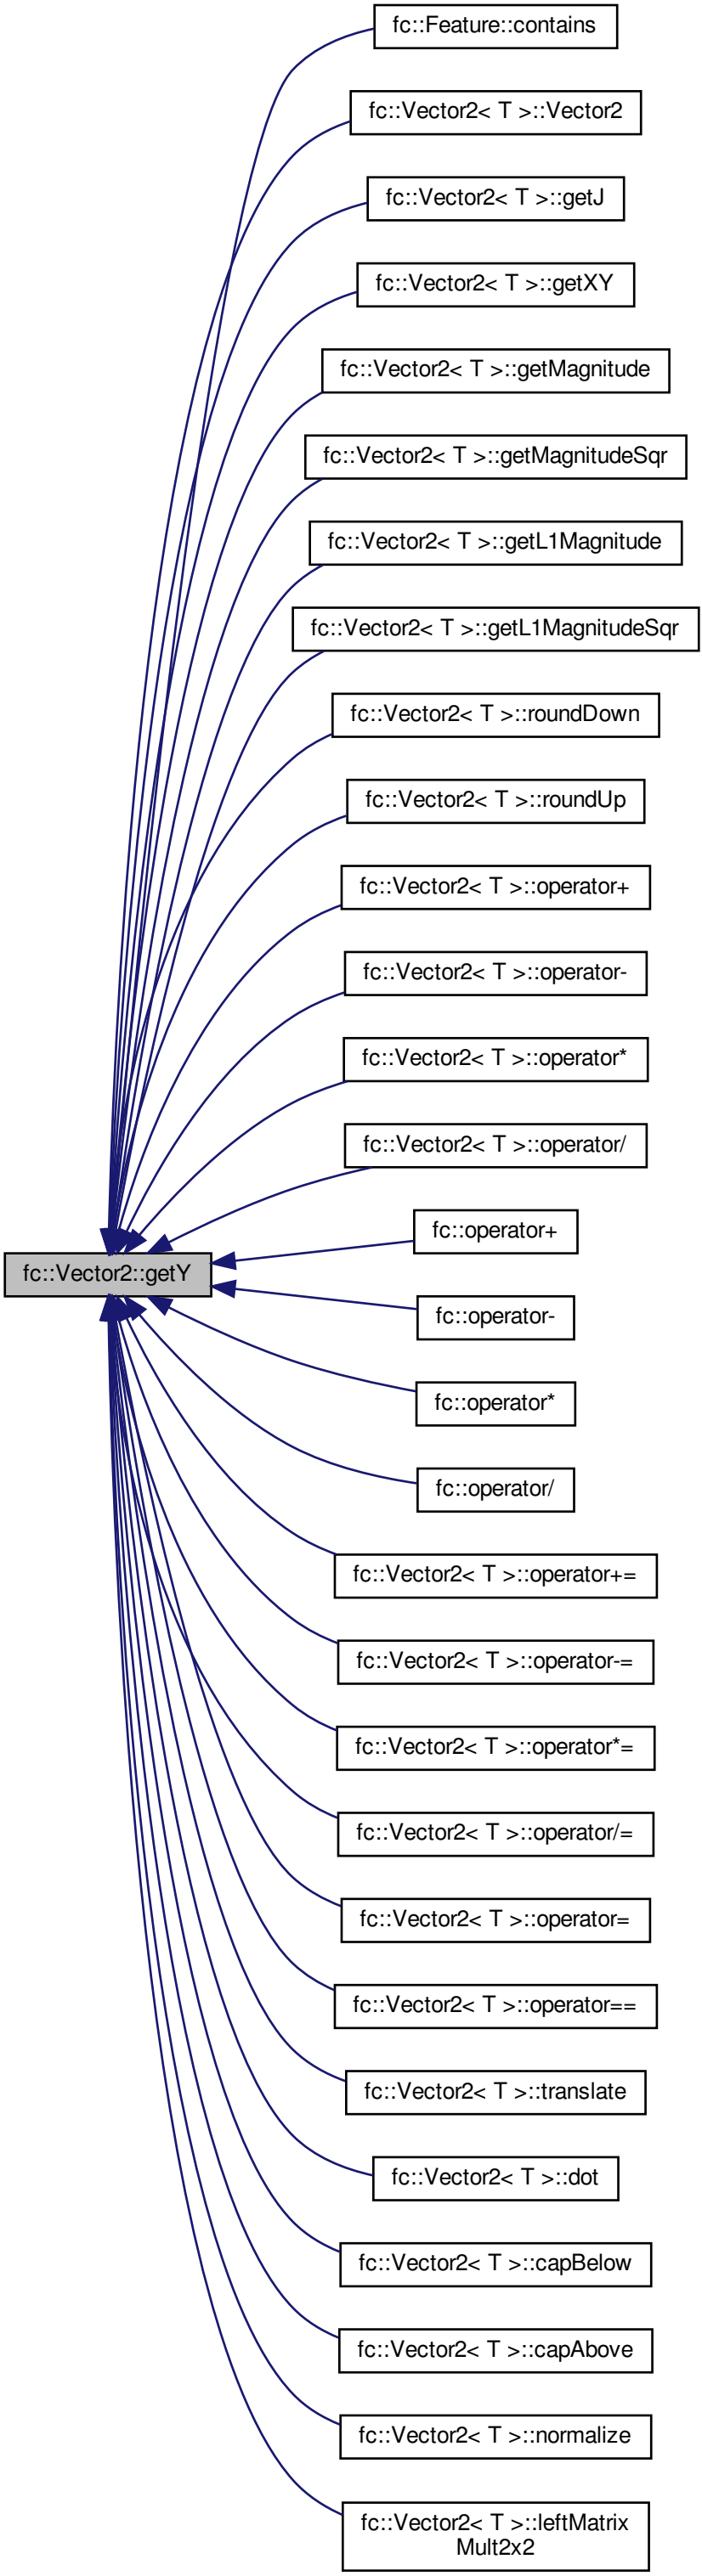 fc::Feature::contains
fc::Vector2< T >::Vector2
fc::Vector2< T >::getJ
fc::Vector2< T >::getXY
fc::Vector2< T >::getMagnitude
fc::Vector2< T >::getMagnitudeSqr
fc::Vector2< T >::getL1Magnitude
fc::Vector2< T >::getL1MagnitudeSqr
fc::Vector2< T >::roundDown
fc::Vector2< T >::roundUp
fc::Vector2< T >::operator+
fc::Vector2< T >::operator-
fc::Vector2< T >::operator*
fc::Vector2< T >::operator/
fc::operator+
fc::Vector2::getY
fc::operator-
fc::operator*
fc::operator/
fc::Vector2< T >::operator+=
fc::Vector2< T >::operator-=
fc::Vector2< T >::operator*=
fc::Vector2< T >::operator/=
fc::Vector2< T >::operator=
fc::Vector2< T >::operator==
fc::Vector2< T >::translate
fc::Vector2< T >::dot
fc::Vector2< T >::capBelow
fc::Vector2< T >::capAbove
fc::Vector2< T >::normalize
fc::Vector2< T >::leftMatrix
Mult2x2